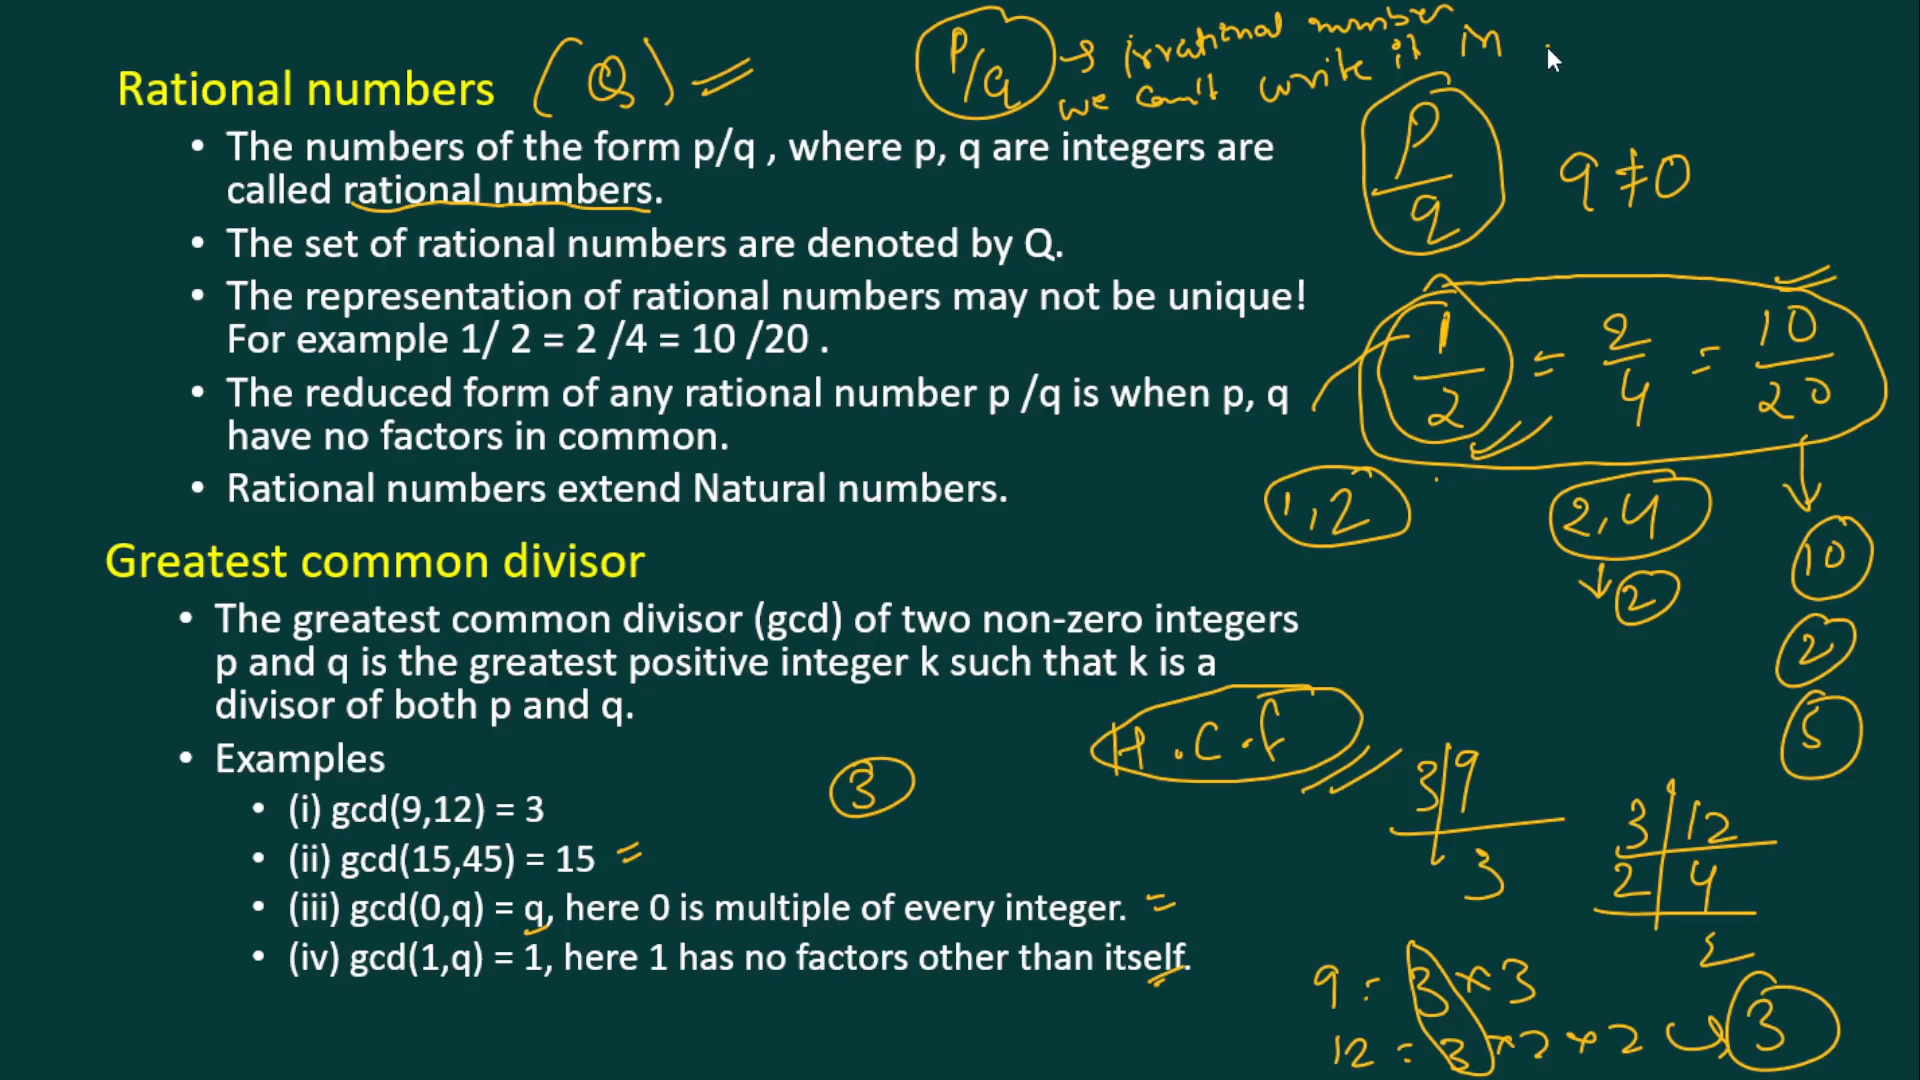 Rational numbers (Q) =
P/q → irrational number
we can't write it in
• The numbers of the form p/q , where p, q are integers are
called rational numbers.
p/q q ≠ 0
• The set of rational numbers are denoted by Q.
• The representation of rational numbers may not be unique!
For example 1/ 2 = 2 /4 = 10 /20 .
1/2 = 2/4 = 10/20
• The reduced form of any rational number p /q is when p, q
have no factors in common.
• Rational numbers extend Natural numbers.
1,2 2,4 10
2
2
5
Greatest common divisor
• The greatest common divisor (gcd) of two non-zero integers
p and q is the greatest positive integer k such that k is a
divisor of both p and q.
H.C.f
• Examples
3
• (i) gcd(9,12) = 3
• (ii) gcd(15,45) = 15 =
• (iii) gcd(0,q) = q, here 0 is multiple of every integer. =
• (iv) gcd(1,q) = 1, here 1 has no factors other than itself.
3|9
3
3|12
2|4
2
9 = 3 × 3
12 = 3 × 2 × 2 → 3